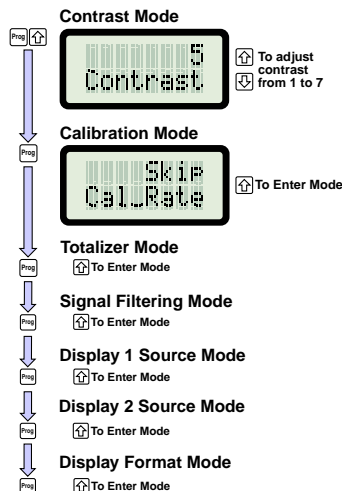 Contrast Mode
Prog
5
Contrast
To adjust
contrast
from 1 to 7
Calibration Mode
Prog
Skip
Cal_Rate
To Enter Mode
Totalizer Mode
Prog
To Enter Mode
Signal Filtering Mode
Prog
To Enter Mode
Display 1 Source Mode
Prog
To Enter Mode
Display 2 Source Mode
Prog
To Enter Mode
Display Format Mode
Prog
To Enter Mode